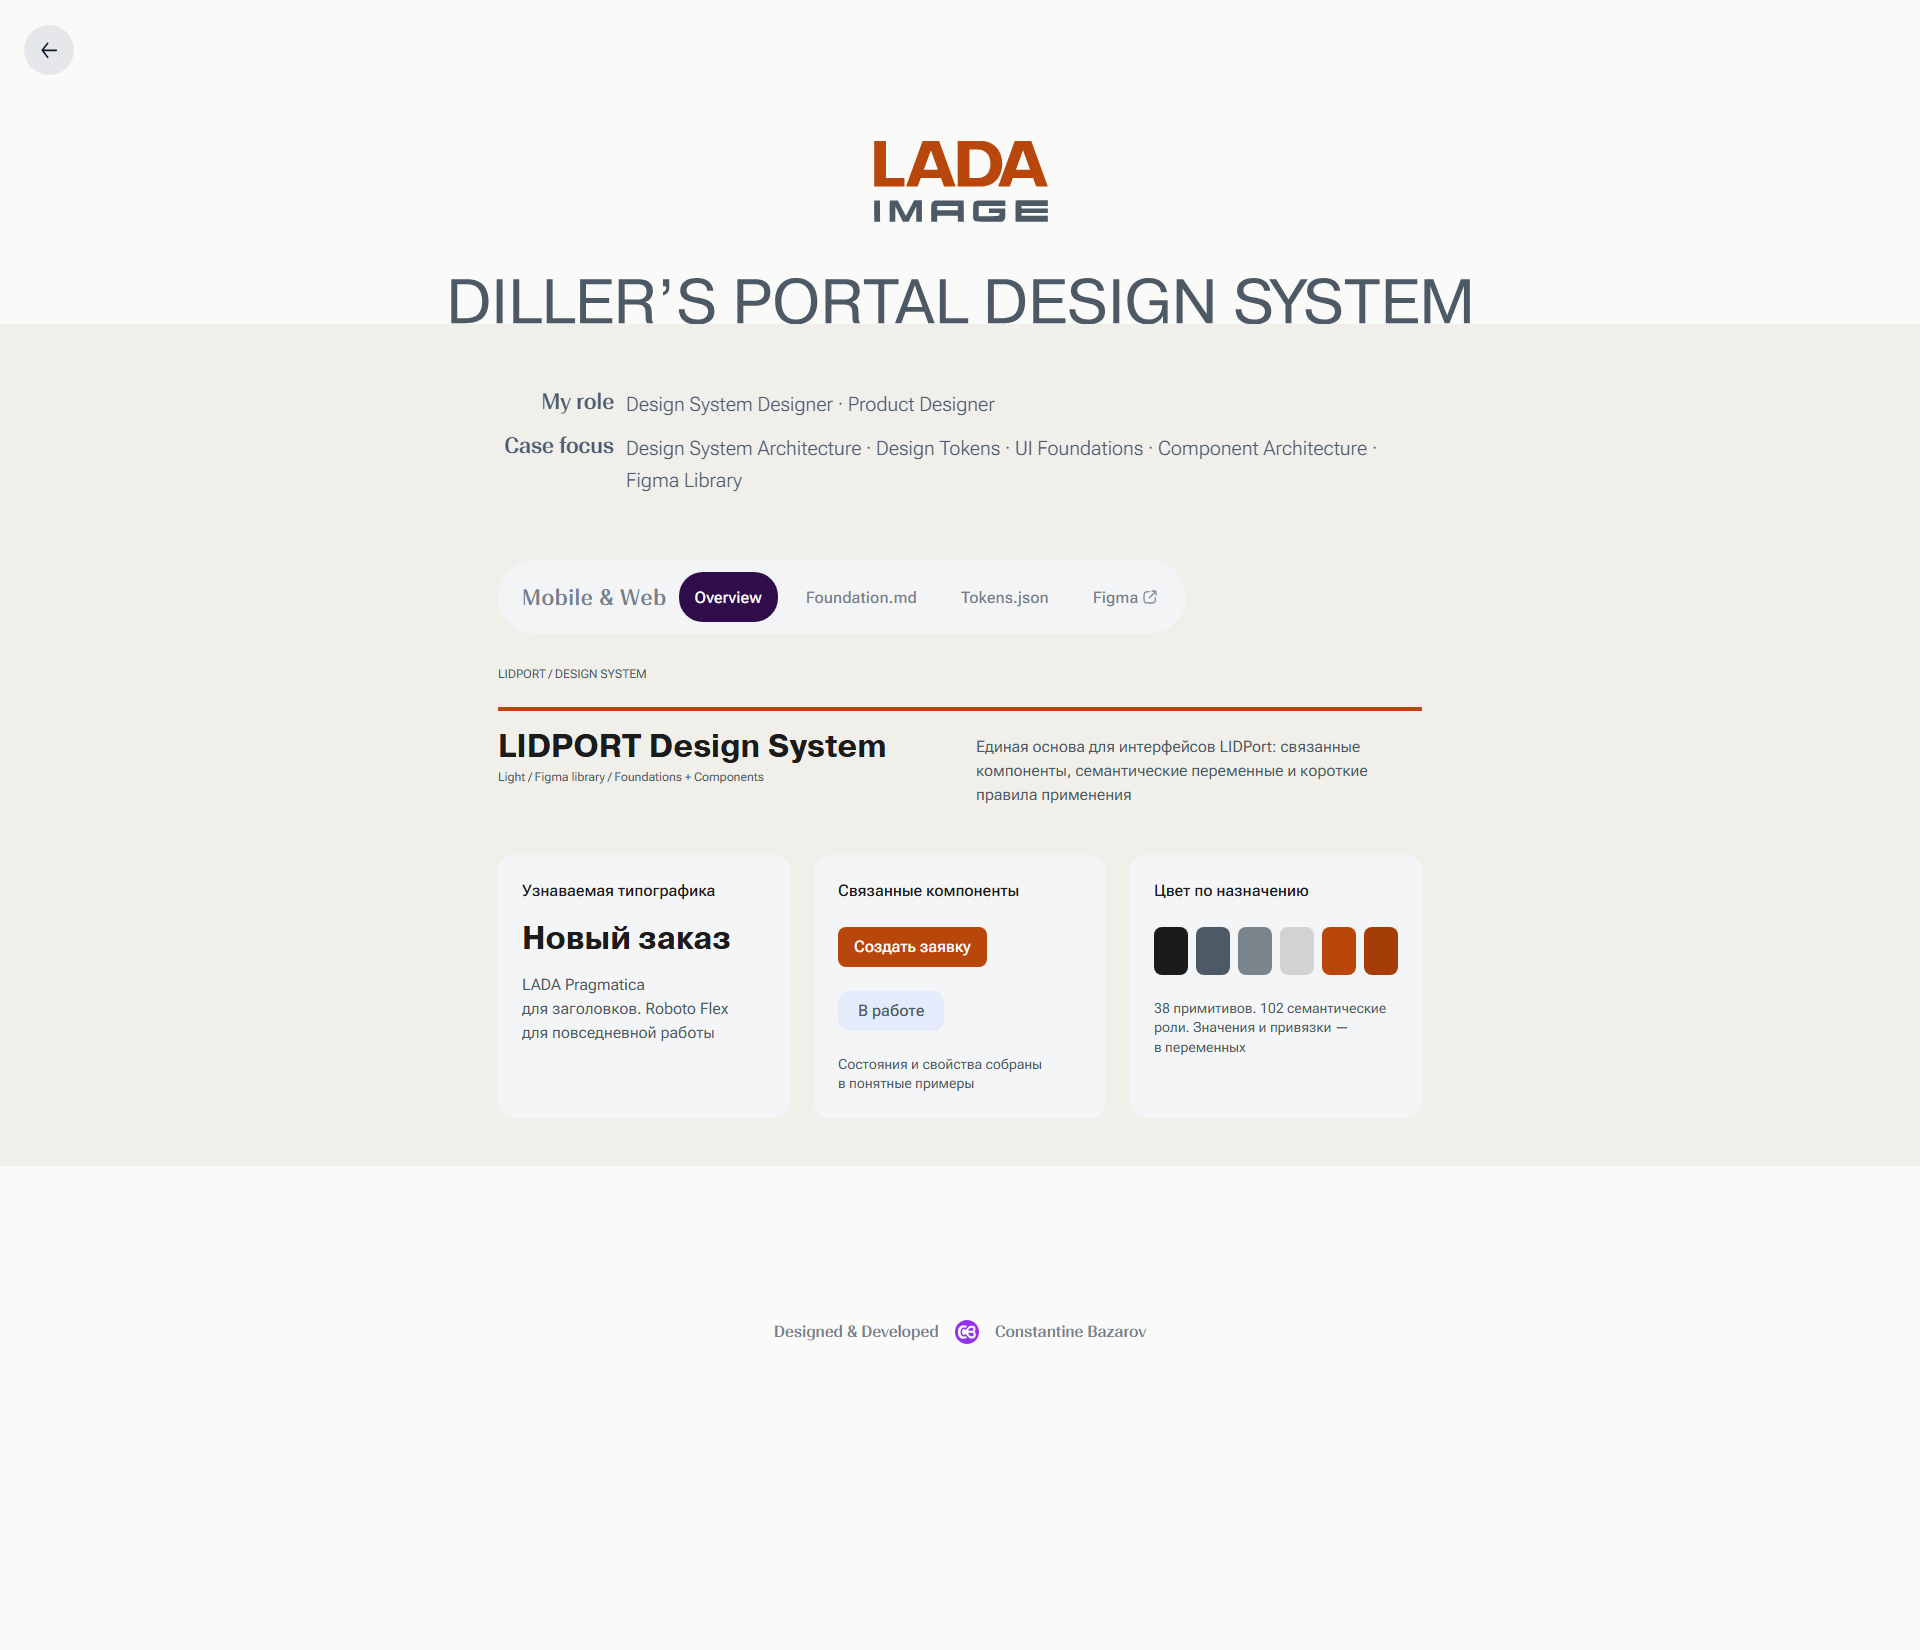 LADA
IMAGE
DILLER’S PORTAL DESIGN SYSTEM
My role
Design System Designer · Product Designer
Case focus
Design System Architecture · Design Tokens · UI Foundations · Component Architecture ·
Figma Library
Mobile & Web
Overview
Foundation.md
Tokens.json
Figma
LIDPORT / DESIGN SYSTEM
LIDPORT Design System
Light / Figma library / Foundations + Components
Единая основа для интерфейсов LIDPort: связанные
компоненты, семантические переменные и короткие
правила применения
Узнаваемая типографика
Новый заказ
LADA Pragmatica
для заголовков. Roboto Flex
для повседневной работы
Связанные компоненты
Создать заявку
В работе
Состояния и свойства собраны
в понятные примеры
Цвет по назначению
38 примитивов. 102 семантические
роли. Значения и привязки —
в переменных
Designed & Developed
CB
Constantine Bazarov